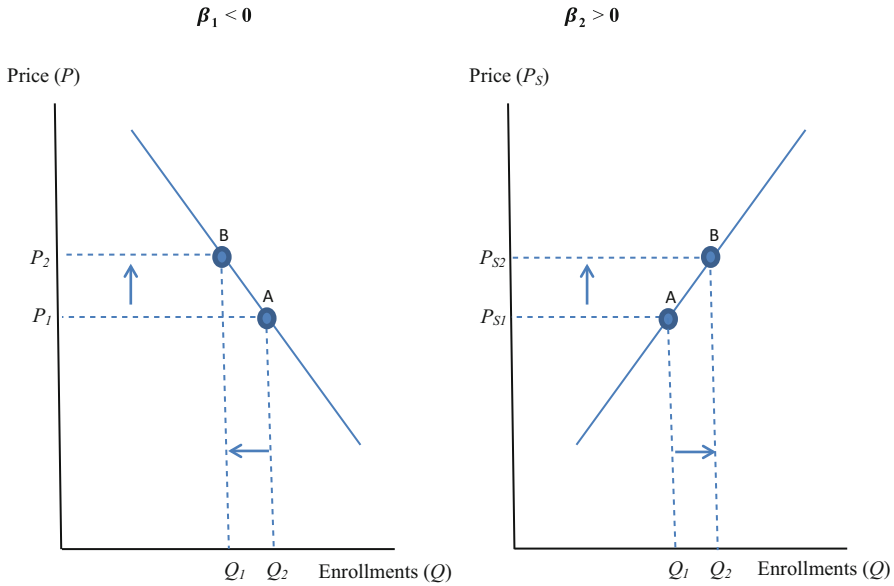 β₁ < 0
Price (P)
B
P₂
A
P₁
Q₁ Q₂ Enrollments (Q)
β₂ > 0
Price (Pₛ)
B
Pₛ₂
A
Pₛ₁
Q₁ Q₂ Enrollments (Q)